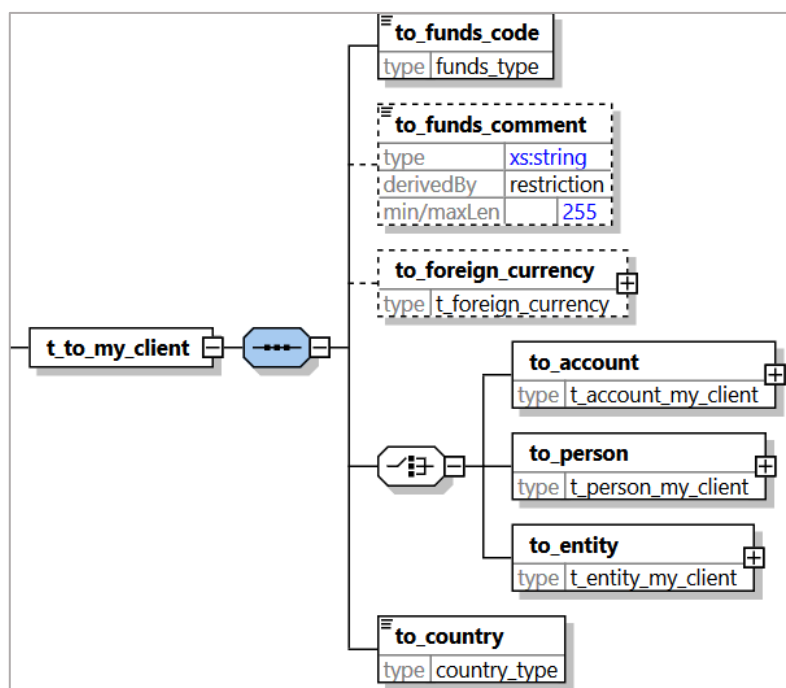 to_funds_code
type funds_type
to_funds_comment
type xs:string
derivedBy restriction
min/maxLen 255
to_foreign_currency
type t_foreign_currency
t_to_my_client
to_account
type t_account_my_client
to_person
type t_person_my_client
to_entity
type t_entity_my_client
to_country
type country_type